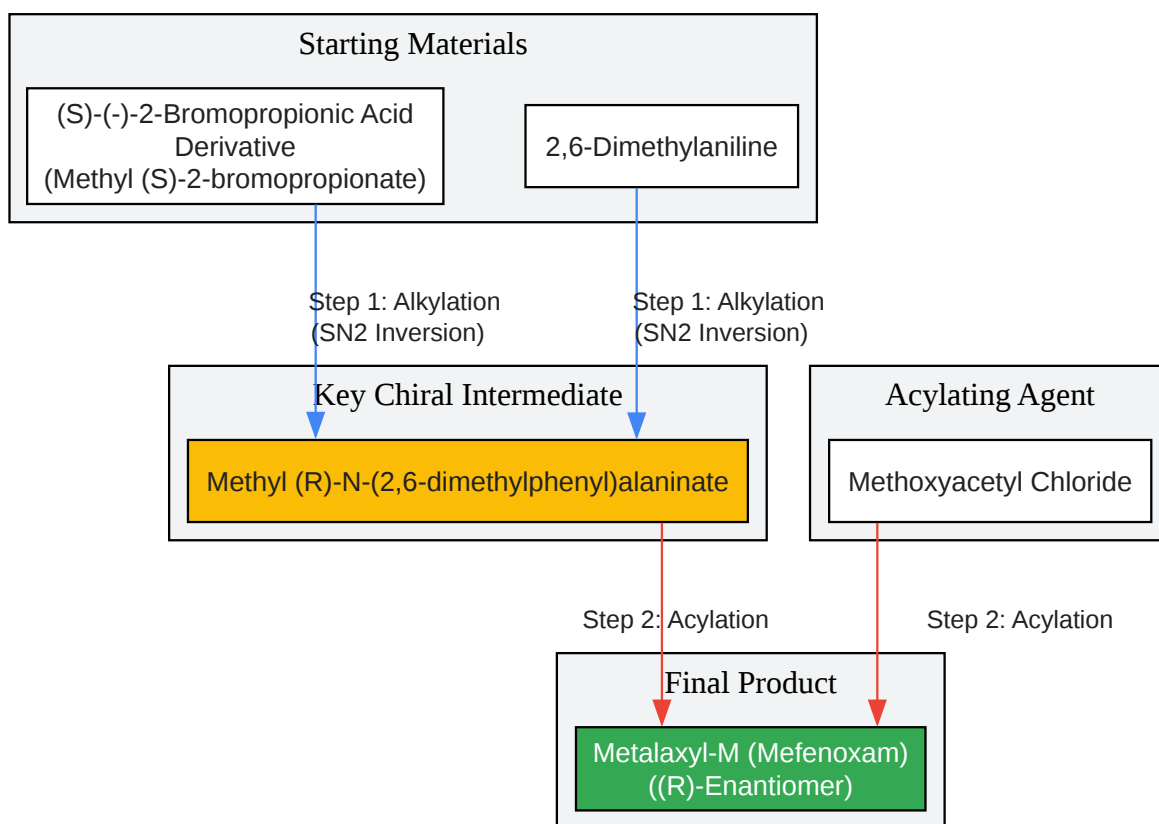 Starting Materials
(S)-(-)-2-Bromopropionic Acid
Derivative
(Methyl (S)-2-bromopropionate)
2,6-Dimethylaniline
Step 1: Alkylation
(SN2 Inversion)
Step 1: Alkylation
(SN2 Inversion)
Key Chiral Intermediate
Methyl (R)-N-(2,6-dimethylphenyl)alaninate
Acylating Agent
Methoxyacetyl Chloride
Step 2: Acylation
Step 2: Acylation
Final Product
Metalaxyl-M (Mefenoxam)
((R)-Enantiomer)